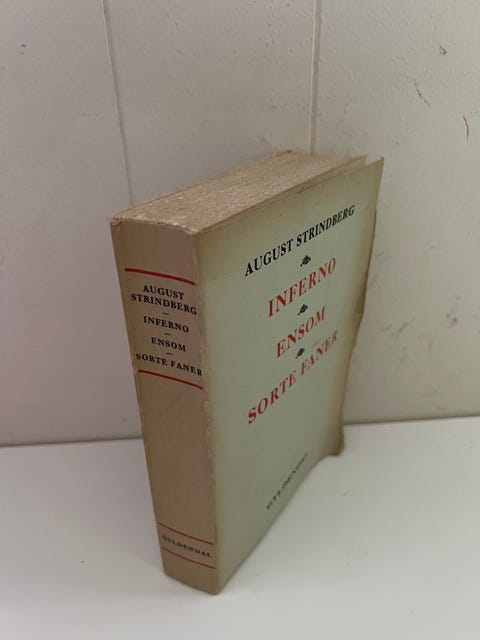 AUGUST
STRINDBERG
INFERNO
ENSOM
SORTE FANER
GYLDENDAL
AUGUST STRINDBERG
INFERNO
ENSOM
SORTE FANER
GYLDENDAL